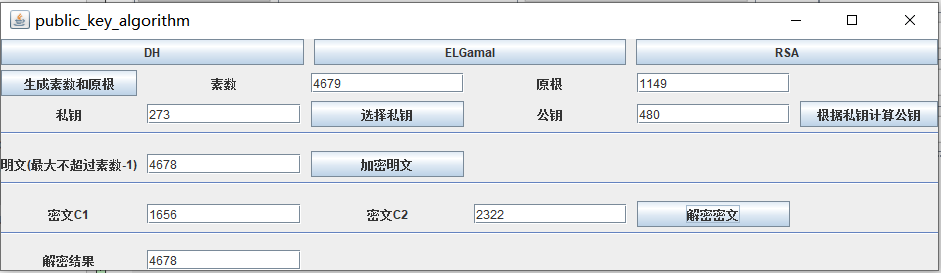 public_key_algorithm
DH ELGamal RSA
生成素数和原根 素数 4679 原根 1149
私钥 273 选择私钥 公钥 480 根据私钥计算公钥
明文(最大不超过素数-1) 4678 加密明文
密文C1 1656 密文C2 2322 解密密文
解密结果 4678